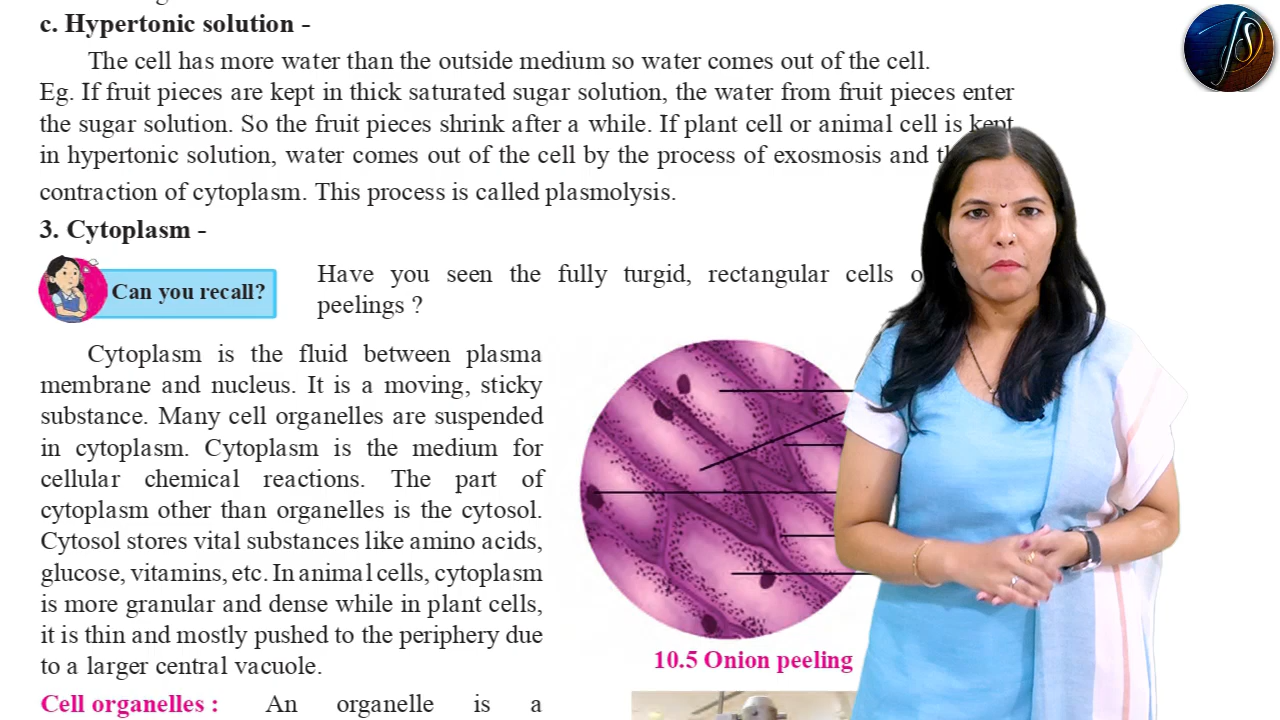 c. Hypertonic solution -
The cell has more water than the outside medium so water comes out of the cell.
Eg. If fruit pieces are kept in thick saturated sugar solution, the water from fruit pieces enter
the sugar solution. So the fruit pieces shrink after a while. If plant cell or animal cell is kept
in hypertonic solution, water comes out of the cell by the process of exosmosis and
contraction of cytoplasm. This process is called plasmolysis.
3. Cytoplasm -
Can you recall?
Have you seen the fully turgid, rectangular cells
peelings ?
Cytoplasm is the fluid between plasma
membrane and nucleus. It is a moving, sticky
substance. Many cell organelles are suspended
in cytoplasm. Cytoplasm is the medium for
cellular chemical reactions. The part of
cytoplasm other than organelles is the cytosol.
Cytosol stores vital substances like amino acids,
glucose, vitamins, etc. In animal cells, cytoplasm
is more granular and dense while in plant cells,
it is thin and mostly pushed to the periphery due
to a larger central vacuole.
10.5 Onion peeling
Cell organelles : An organelle is a